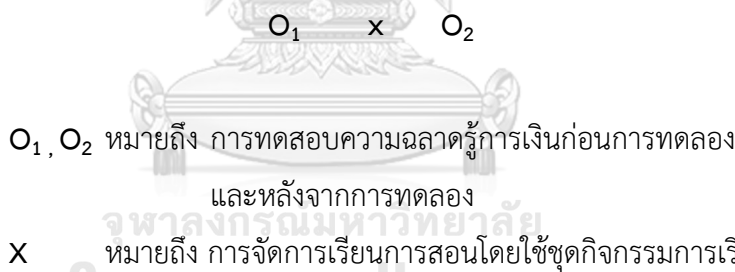 O₁ x O₂
O₁ , O₂ หมายถึง การทดสอบความฉลาดรู้การเงินก่อนการทดลอง
และหลังจากการทดลอง
จุฬาลงกรณ์มหาวิทยาลัย
X หมายถึง การจัดการเรียนการสอนโดยใช้ชุดกิจกรรมการเรี